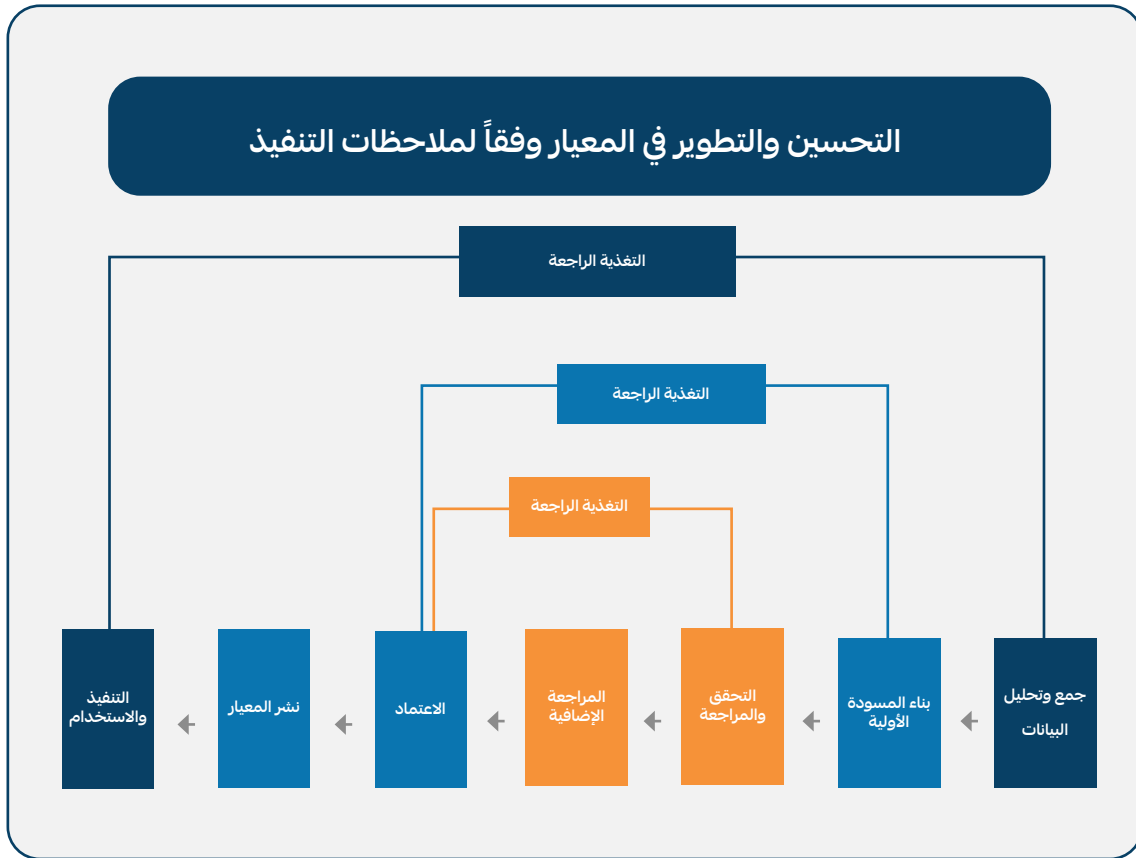 التحسين والتطوير في المعيار وفقاً لملاحظات التنفيذ
التغذية الراجعة
التغذية الراجعة
التغذية الراجعة
جمع وتحليل
البيانات
بناء المسودة
الأولية
التحقق
والمراجعة
المراجعة
الإضافية
الاعتماد
نشر المعيار
التنفيذ
والاستخدام